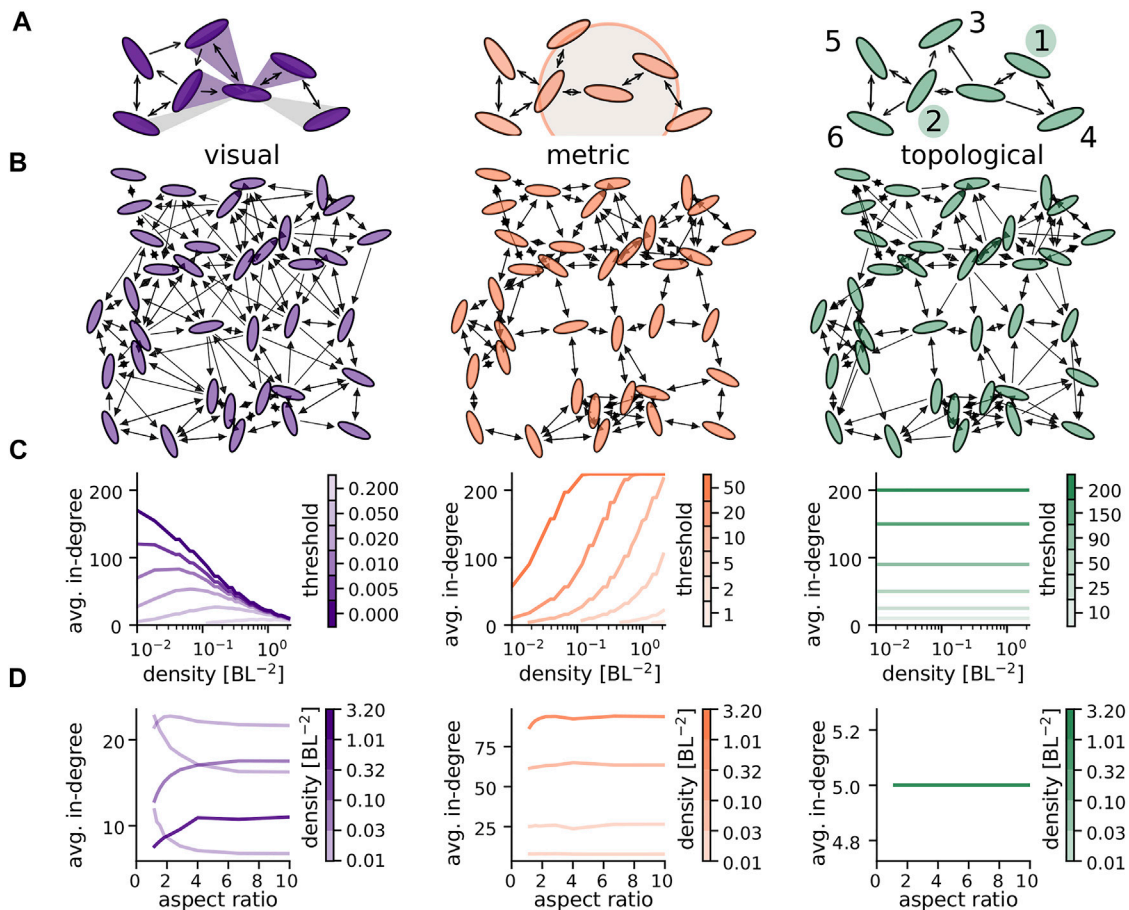 A
5
3
1
2
6
4
visual
metric
topological
B
C
avg. in-degree
200
100
0
10⁻² 10⁻¹ 10⁰
density [BL⁻²]
threshold
0.200
0.050
0.020
0.010
0.005
0.000
avg. in-degree
200
100
0
10⁻² 10⁻¹ 10⁰
density [BL⁻²]
threshold
50
20
10
5
2
1
avg. in-degree
200
100
0
10⁻² 10⁻¹ 10⁰
density [BL⁻²]
threshold
200
150
90
50
25
10
D
avg. in-degree
20
10
0 2 4 6 8 10
aspect ratio
density [BL⁻²]
3.20
1.01
0.32
0.10
0.03
0.01
avg. in-degree
75
50
25
0 2 4 6 8 10
aspect ratio
density [BL⁻²]
3.20
1.01
0.32
0.10
0.03
0.01
avg. in-degree
5.2
5.0
4.8
0 2 4 6 8 10
aspect ratio
density [BL⁻²]
3.20
1.01
0.32
0.10
0.03
0.01